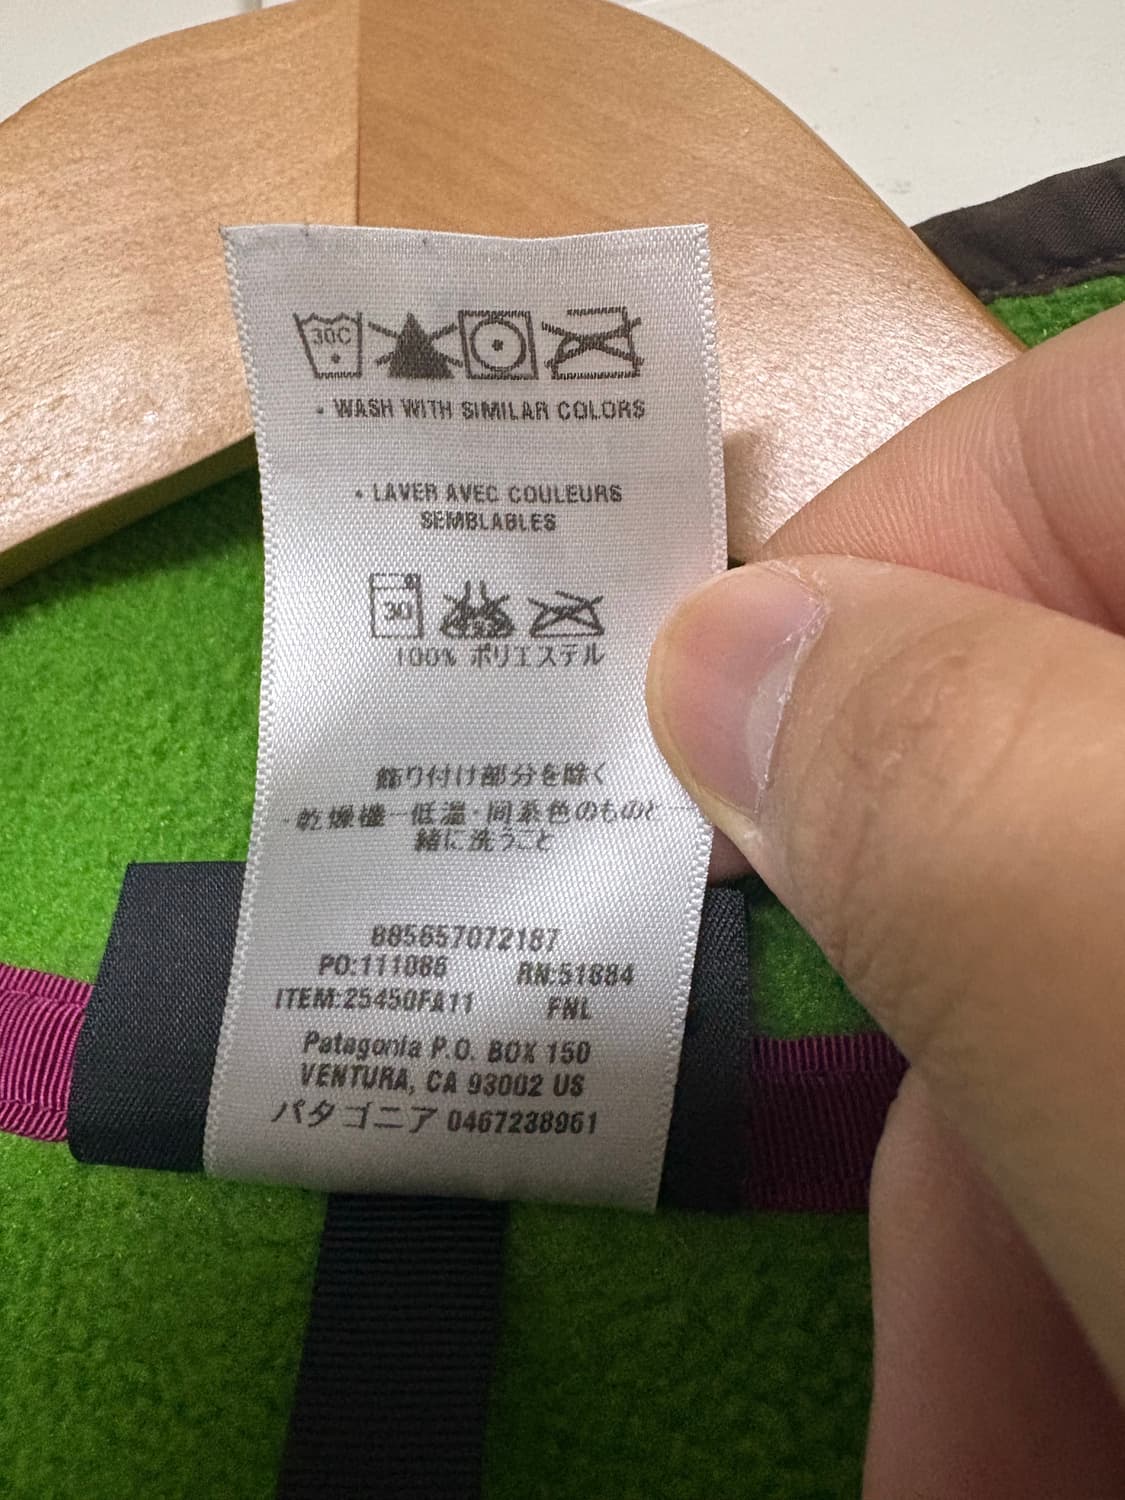 30C
• WASH WITH SIMILAR COLORS
• LAVER AVEC COULEURS
SEMBLABLES
30
100% ポリエステル
飾り付け部分を除く
・乾燥機一低温・同系色のものと一
緒に洗うこと
885657072187
PO:111086 RN:51884
ITEM:25450FA11 FNL
Patagonia P.O. BOX 150
VENTURA, CA 93002 US
パタゴニア 0467238961